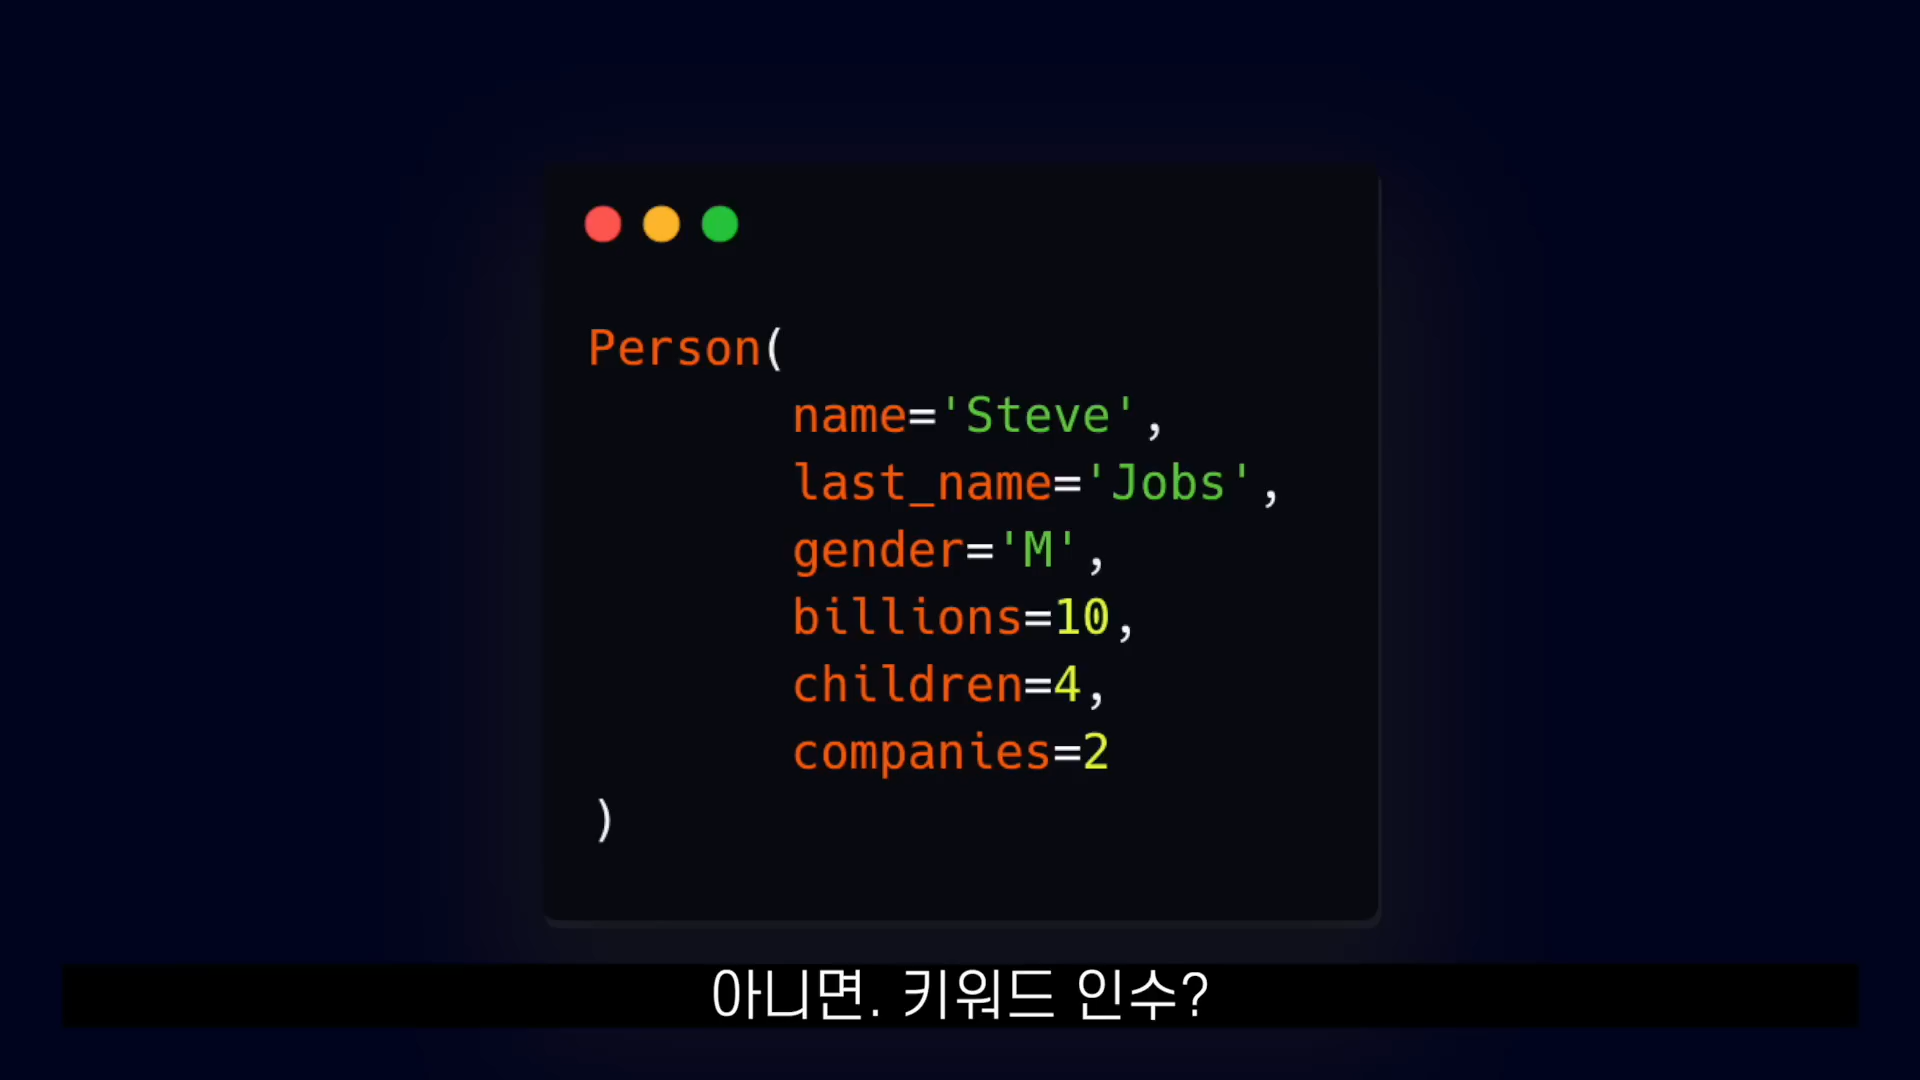 Person(
name='Steve',
last_name='Jobs',
gender='M',
billions=10,
children=4,
companies=2
)
아니면. 키워드 인수?